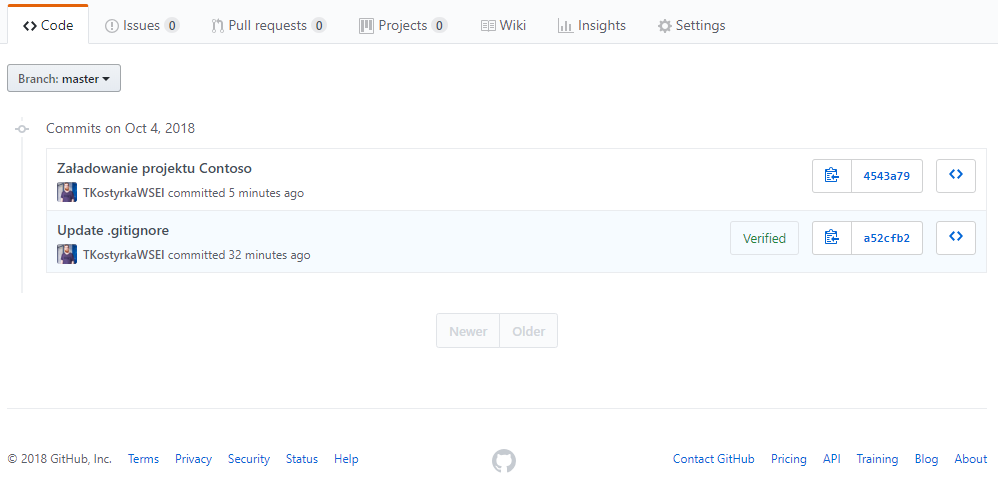 Code Issues 0 Pull requests 0 Projects 0 Wiki Insights Settings
Branch: master
Commits on Oct 4, 2018
Załadowanie projektu Contoso
4543a79
TKostyrkaWSEI committed 5 minutes ago
Update .gitignore
Verified a52cfb2
TKostyrkaWSEI committed 32 minutes ago
Newer Older
© 2018 GitHub, Inc. Terms Privacy Security Status Help Contact GitHub Pricing API Training Blog About